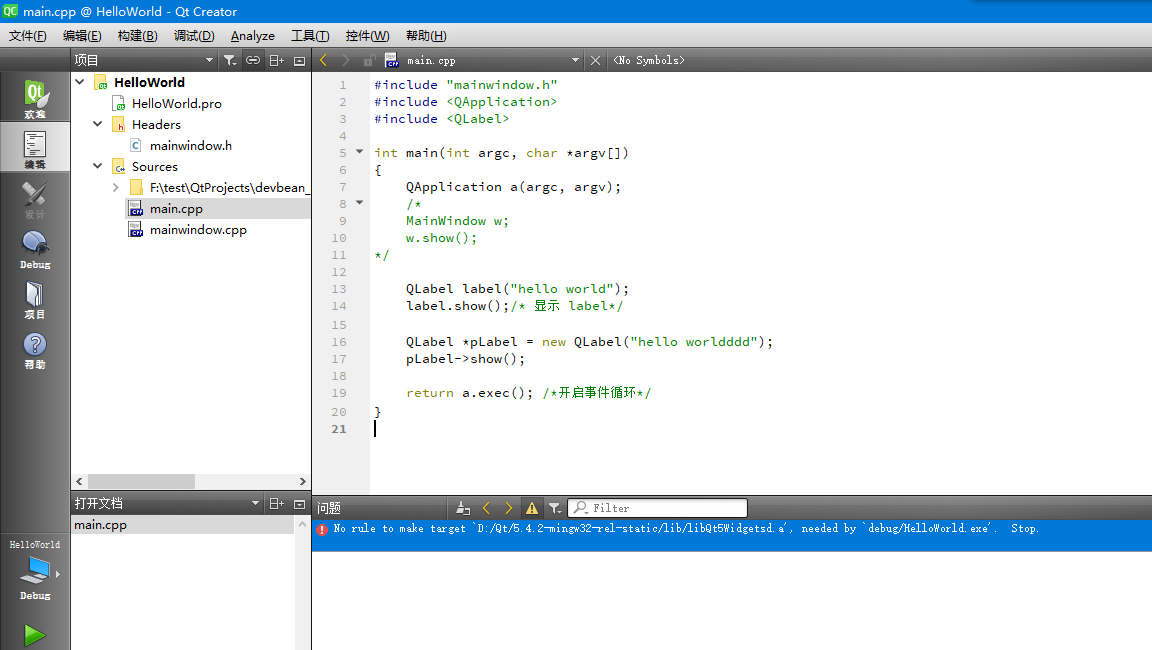 QC main.cpp @ HelloWorld - Qt Creator
文件(F) 编辑(E) 构建(B) 调试(D) Analyze 工具(T) 控件(W) 帮助(H)
项目
main.cpp
<No Symbols>
Qt
欢迎
编辑
设计
Debug
项目
帮助
HelloWorld
HelloWorld.pro
Headers
mainwindow.h
Sources
F:\test\QtProjects\devbean_
main.cpp
mainwindow.cpp
1 #include "mainwindow.h"
2 #include <QApplication>
3 #include <QLabel>
4
5 int main(int argc, char *argv[])
6 {
7 QApplication a(argc, argv);
8 /*
9 MainWindow w;
10 w.show();
11 */
12
13 QLabel label("hello world");
14 label.show();/* 显示 label*/
15
16 QLabel *pLabel = new QLabel("hello worldddd");
17 pLabel->show();
18
19 return a.exec(); /*开启事件循环*/
20 }
21
打开文档
main.cpp
HelloWorld
Debug
问题
Filter
No rule to make target `D:/Qt/5.4.2-mingw32-rel-static/lib/libQt5Widgetsd.a', needed by `debug/HelloWorld.exe'. Stop.